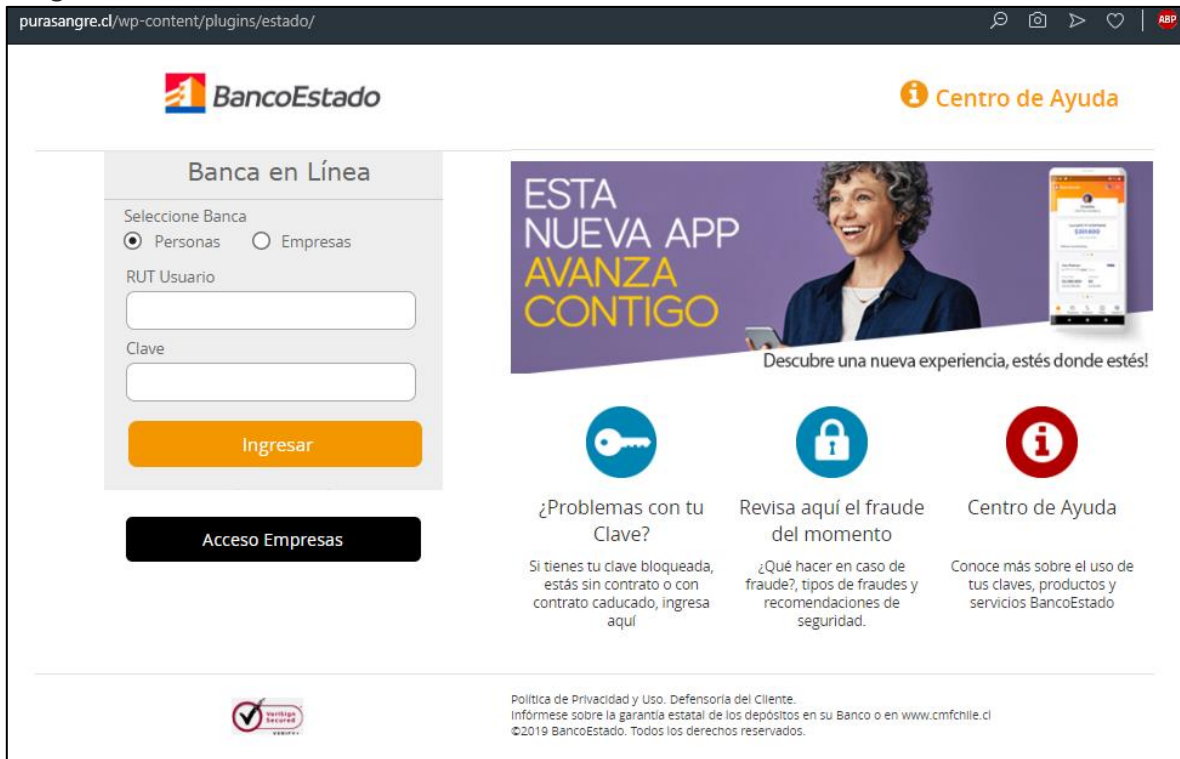 purasangre.cl/wp-content/plugins/estado/
ABP
BancoEstado
Centro de Ayuda
Banca en Línea
Seleccione Banca
Personas
Empresas
RUT Usuario
Clave
Ingresar
Acceso Empresas
ESTA
NUEVA APP
AVANZA
CONTIGO
Descubre una nueva experiencia, estés donde estés!
¿Problemas con tu
Clave?
Si tienes tu clave bloqueada,
estás sin contrato o con
contrato caducado, ingresa
aquí
Revisa aquí el fraude
del momento
¿Qué hacer en caso de
fraude?, tipos de fraudes y
recomendaciones de
seguridad.
Centro de Ayuda
Conoce más sobre el uso de
tus claves, productos y
servicios BancoEstado
VeriSign
Secured
VERIFY
Política de Privacidad y Uso. Defensoría del Cliente.
Infórmese sobre la garantía estatal de los depósitos en su Banco o en www.cmfchile.cl
©2019 BancoEstado. Todos los derechos reservados.